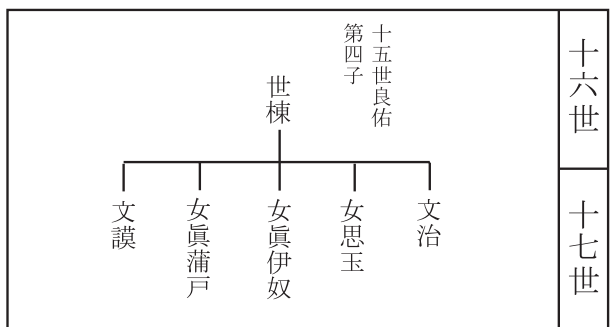 十六世
十五世良佑
第四子
世棟
十七世
文治
女思玉
女眞伊奴
女眞蒲戸
文謨